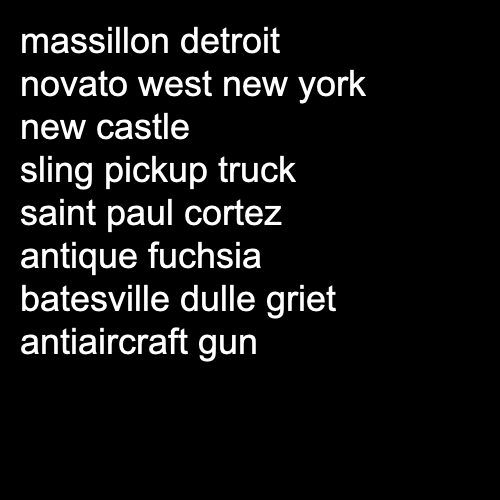 massillon detroit
novato west new york
new castle
sling pickup truck
saint paul cortez
antique fuchsia
batesville dulle griet
antiaircraft gun